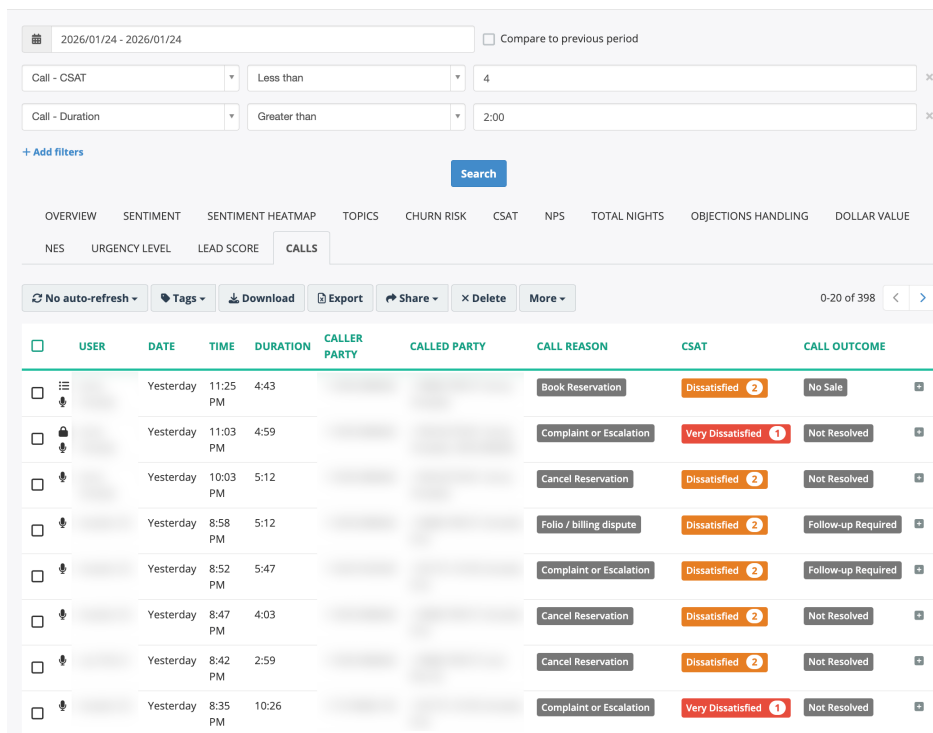 2026/01/24 - 2026/01/24
Compare to previous period
Call - CSAT Less than 4
Call - Duration Greater than 2:00
+ Add filters
Search
OVERVIEW SENTIMENT SENTIMENT HEATMAP TOPICS CHURN RISK CSAT NPS TOTAL NIGHTS OBJECTIONS HANDLING DOLLAR VALUE
NES URGENCY LEVEL LEAD SCORE CALLS
No auto-refresh Tags Download Export Share × Delete More 0-20 of 398
USER DATE TIME DURATION CALLER PARTY CALLED PARTY CALL REASON CSAT CALL OUTCOME
Yesterday 11:25 PM 4:43 Book Reservation Dissatisfied 2 No Sale
Yesterday 11:03 PM 4:59 Complaint or Escalation Very Dissatisfied 1 Not Resolved
Yesterday 10:03 PM 5:12 Cancel Reservation Dissatisfied 2 Not Resolved
Yesterday 8:58 PM 5:12 Folio / billing dispute Dissatisfied 2 Follow-up Required
Yesterday 8:52 PM 5:47 Complaint or Escalation Dissatisfied 2 Follow-up Required
Yesterday 8:47 PM 4:03 Cancel Reservation Dissatisfied 2 Not Resolved
Yesterday 8:42 PM 2:59 Cancel Reservation Dissatisfied 2 Not Resolved
Yesterday 8:35 PM 10:26 Complaint or Escalation Very Dissatisfied 1 Not Resolved